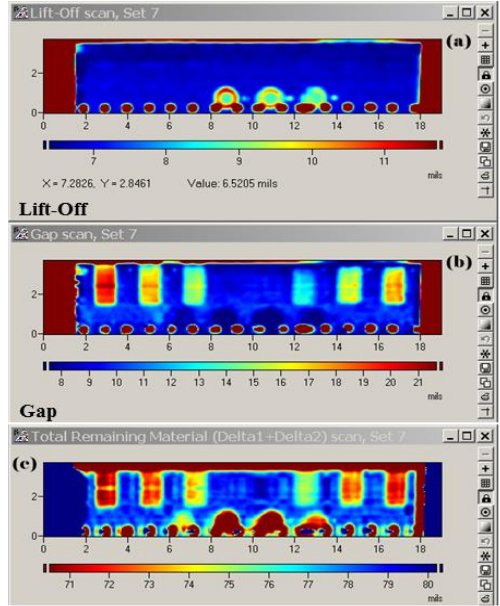 Lift-Off scan, Set 7
(a)
2
0
0 2 4 6 8 10 12 14 16 18
7 8 9 10 11
mils
X = 7.2826, Y = 2.8461 Value: 6.5205 mils
Lift-Off
Gap scan, Set 7
(b)
2
0
0 2 4 6 8 10 12 14 16 18
8 9 10 11 12 13 14 15 16 17 18 19 20 21
mils
Gap
Total Remaining Material (Delta1+Delta2) scan, Set 7
(c)
2
0
0 2 4 6 8 10 12 14 16 18
71 72 73 74 75 76 77 78 79 80
mils